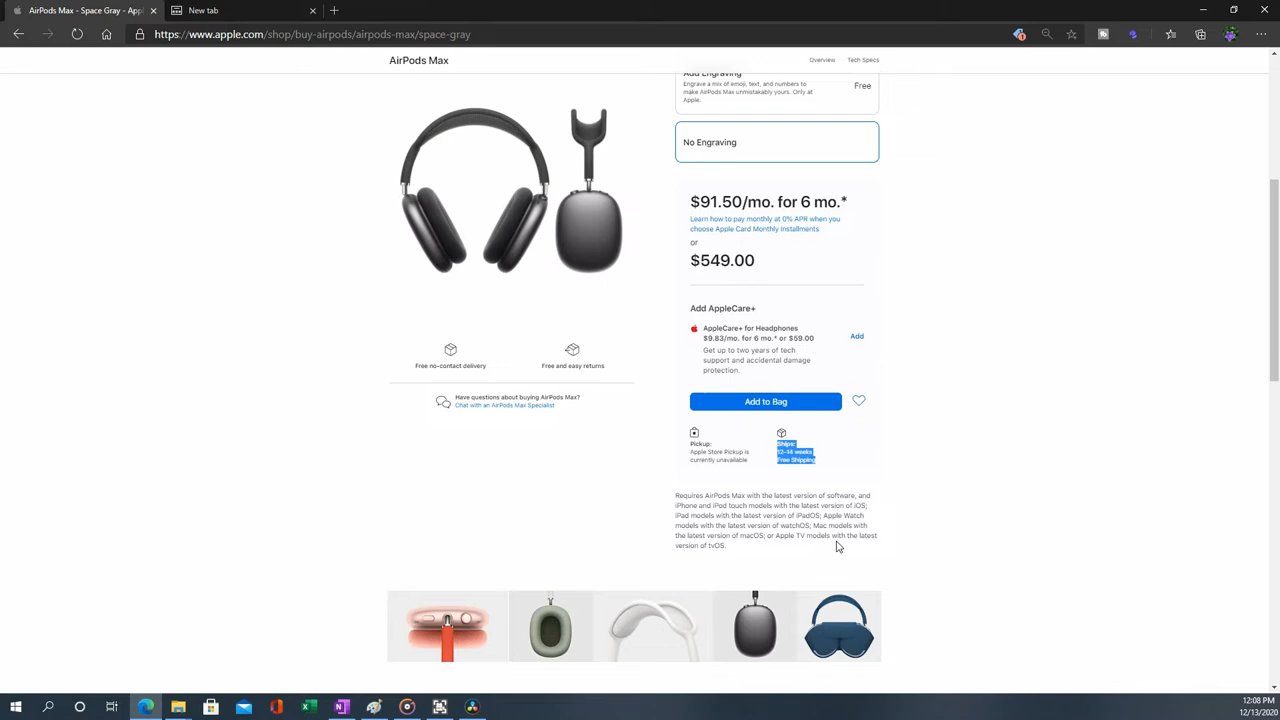 AirPods Max - Space Gray - App
New tab
https://www.apple.com/shop/buy-airpods/airpods-max/space-gray
AirPods Max
Overview
Tech Specs
Add Engraving
Engrave a mix of emoji, text, and numbers to
make AirPods Max unmistakably yours. Only at
Apple.
Free
No Engraving
$91.50/mo. for 6 mo.*
Learn how to pay monthly at 0% APR when you
choose Apple Card Monthly Installments
or
$549.00
Add AppleCare+
AppleCare+ for Headphones
$9.83/mo. for 6 mo.* or $59.00
Add
Get up to two years of tech
support and accidental damage
protection.
Free no-contact delivery
Free and easy returns
Have questions about buying AirPods Max?
Chat with an AirPods Max Specialist
Add to Bag
Pickup:
Apple Store Pickup is
currently unavailable
Ships:
12–14 weeks
Free Shipping
Requires AirPods Max with the latest version of software, and
iPhone and iPod touch models with the latest version of iOS;
iPad models with the latest version of iPadOS; Apple Watch
models with the latest version of watchOS; Mac models with
the latest version of macOS; or Apple TV models with the latest
version of tvOS.
12:08 PM
12/13/2020